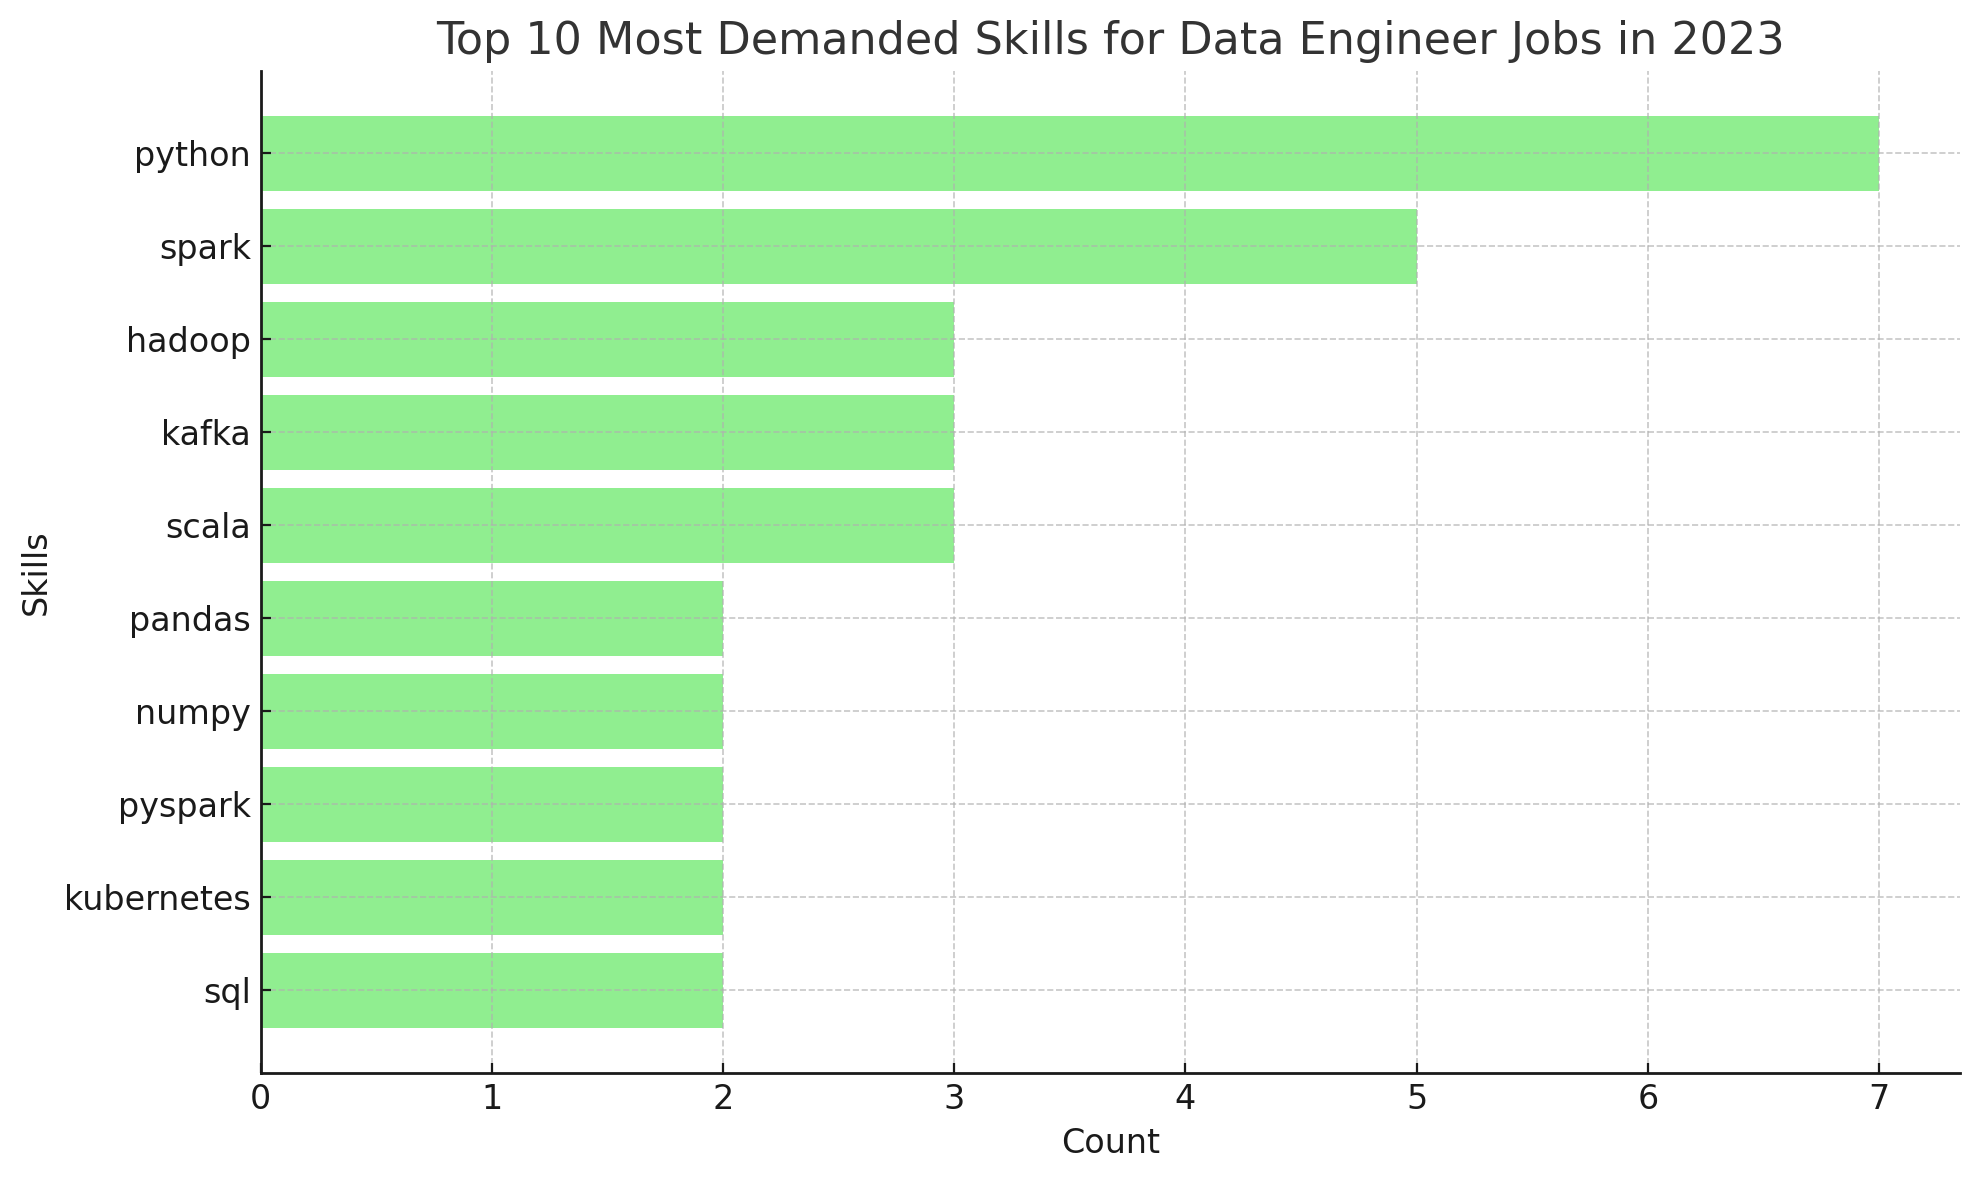 Top 10 Most Demanded Skills for Data Engineer Jobs in 2023
python
spark
hadoop
kafka
scala
pandas
numpy
pyspark
kubernetes
sql
Skills
0 1 2 3 4 5 6 7
Count